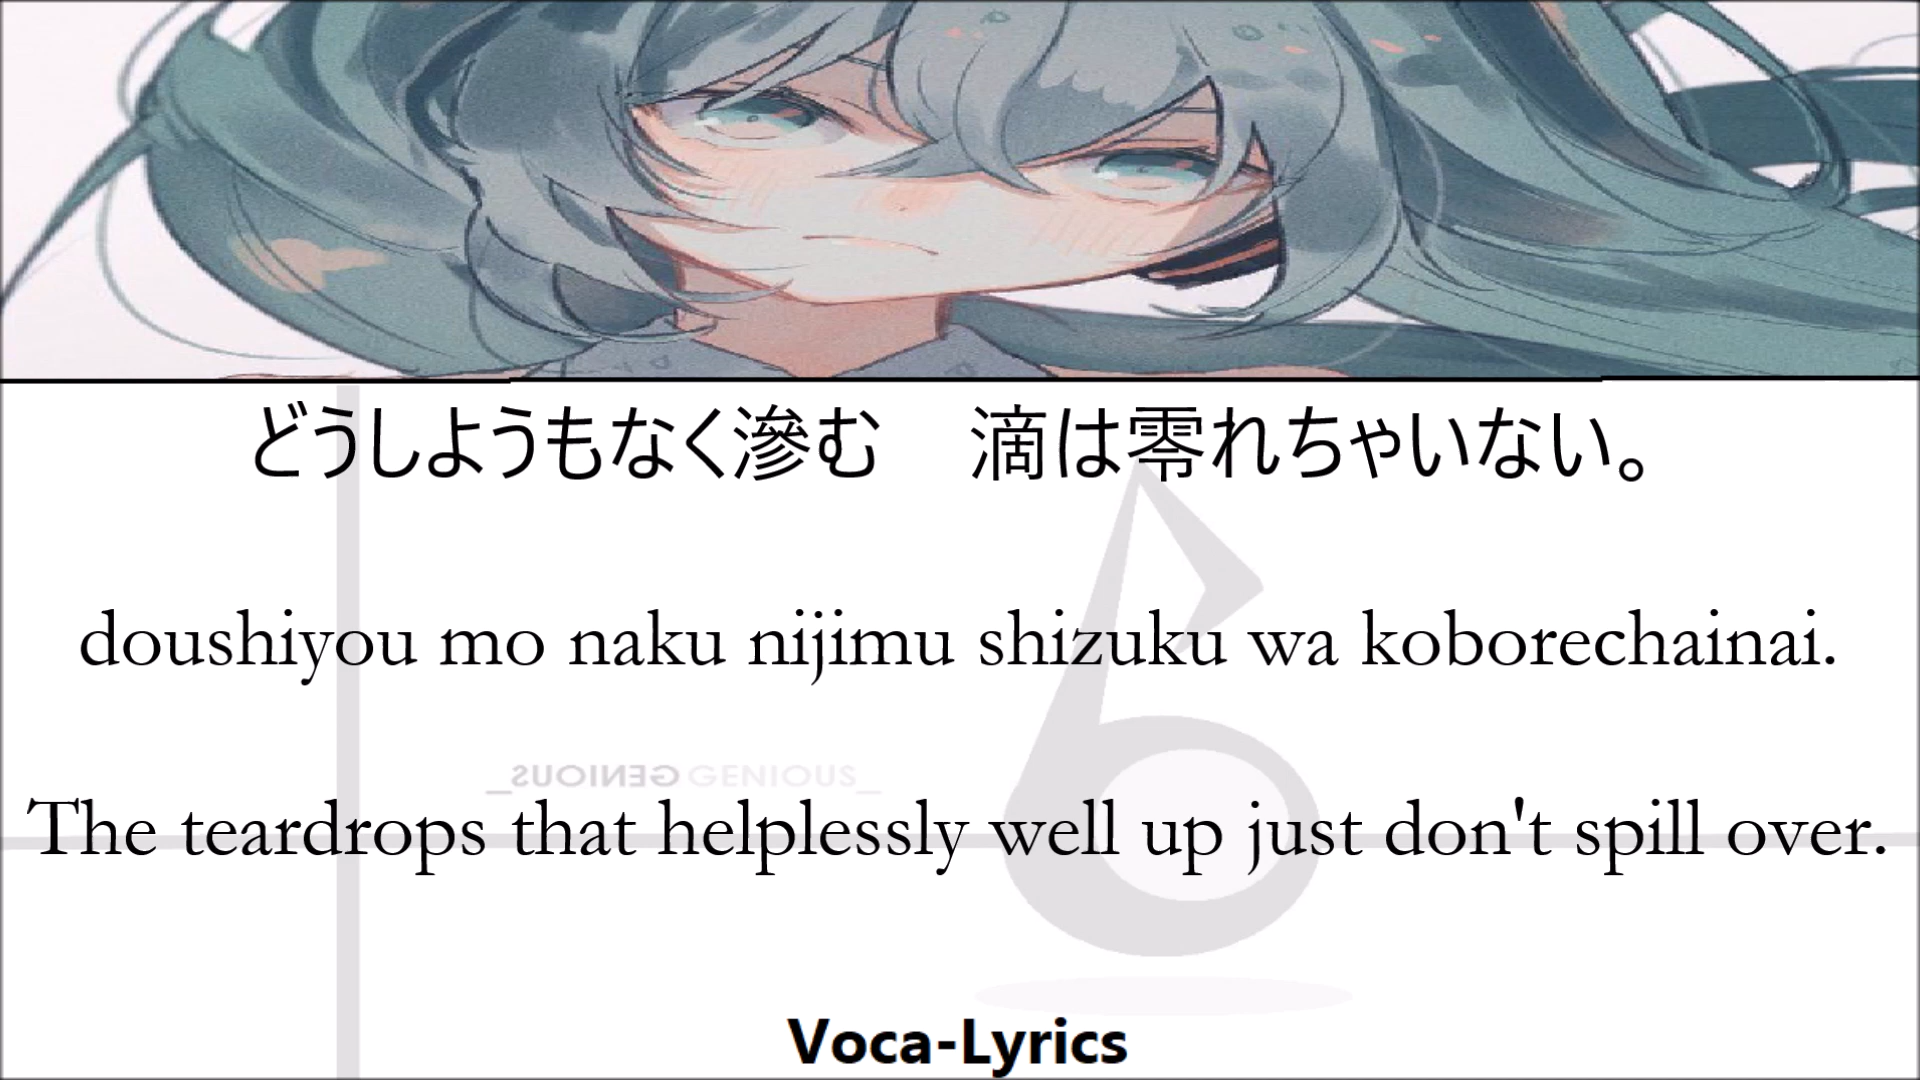 どうしようもなく滲む　滴は零れちゃいない。
doushiyou mo naku nijimu shizuku wa koborechainai.
_GENIOUS GENIOUS_
The teardrops that helplessly well up just don't spill over.
Voca-Lyrics